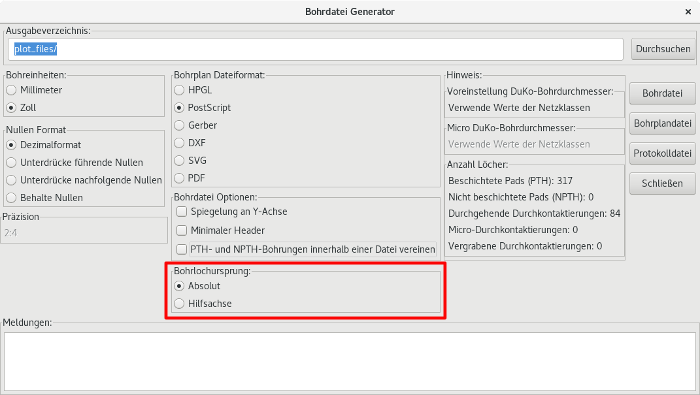 Bohrdatei Generator
Ausgabeverzeichnis:
plot_files/
Durchsuchen
Bohreinheiten:
Millimeter
Zoll
Nullen Format
Dezimalformat
Unterdrücke führende Nullen
Unterdrücke nachfolgende Nullen
Behalte Nullen
Präzision
2:4
Bohrplan Dateiformat:
HPGL
PostScript
Gerber
DXF
SVG
PDF
Bohrdatei Optionen:
Spiegelung an Y-Achse
Minimaler Header
PTH- und NPTH-Bohrungen innerhalb einer Datei vereinen
Bohrlochursprung:
Absolut
Hilfsachse
Hinweis:
Voreinstellung DuKo-Bohrdurchmesser:
Verwende Werte der Netzklassen
Micro DuKo-Bohrdurchmesser:
Verwende Werte der Netzklassen
Anzahl Löcher:
Beschichtete Pads (PTH): 317
Nicht beschichtete Pads (NPTH): 0
Durchgehende Durchkontaktierungen: 84
Micro-Durchkontaktierungen: 0
Vergrabene Durchkontaktierungen: 0
Bohrdatei
Bohrplandatei
Protokolldatei
Schließen
Meldungen: